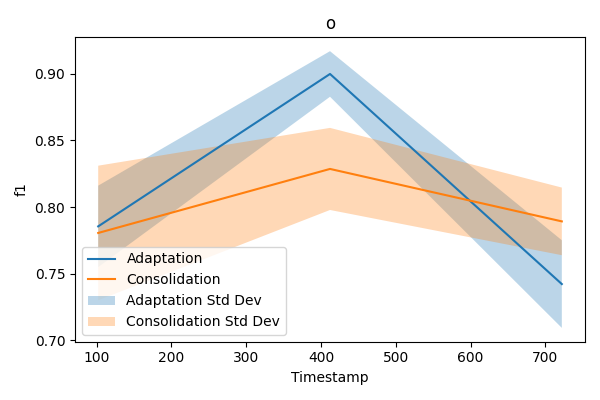 o
f1
0.90
0.85
0.80
0.75
0.70
Adaptation
Consolidation
Adaptation Std Dev
Consolidation Std Dev
100 200 300 400 500 600 700
Timestamp